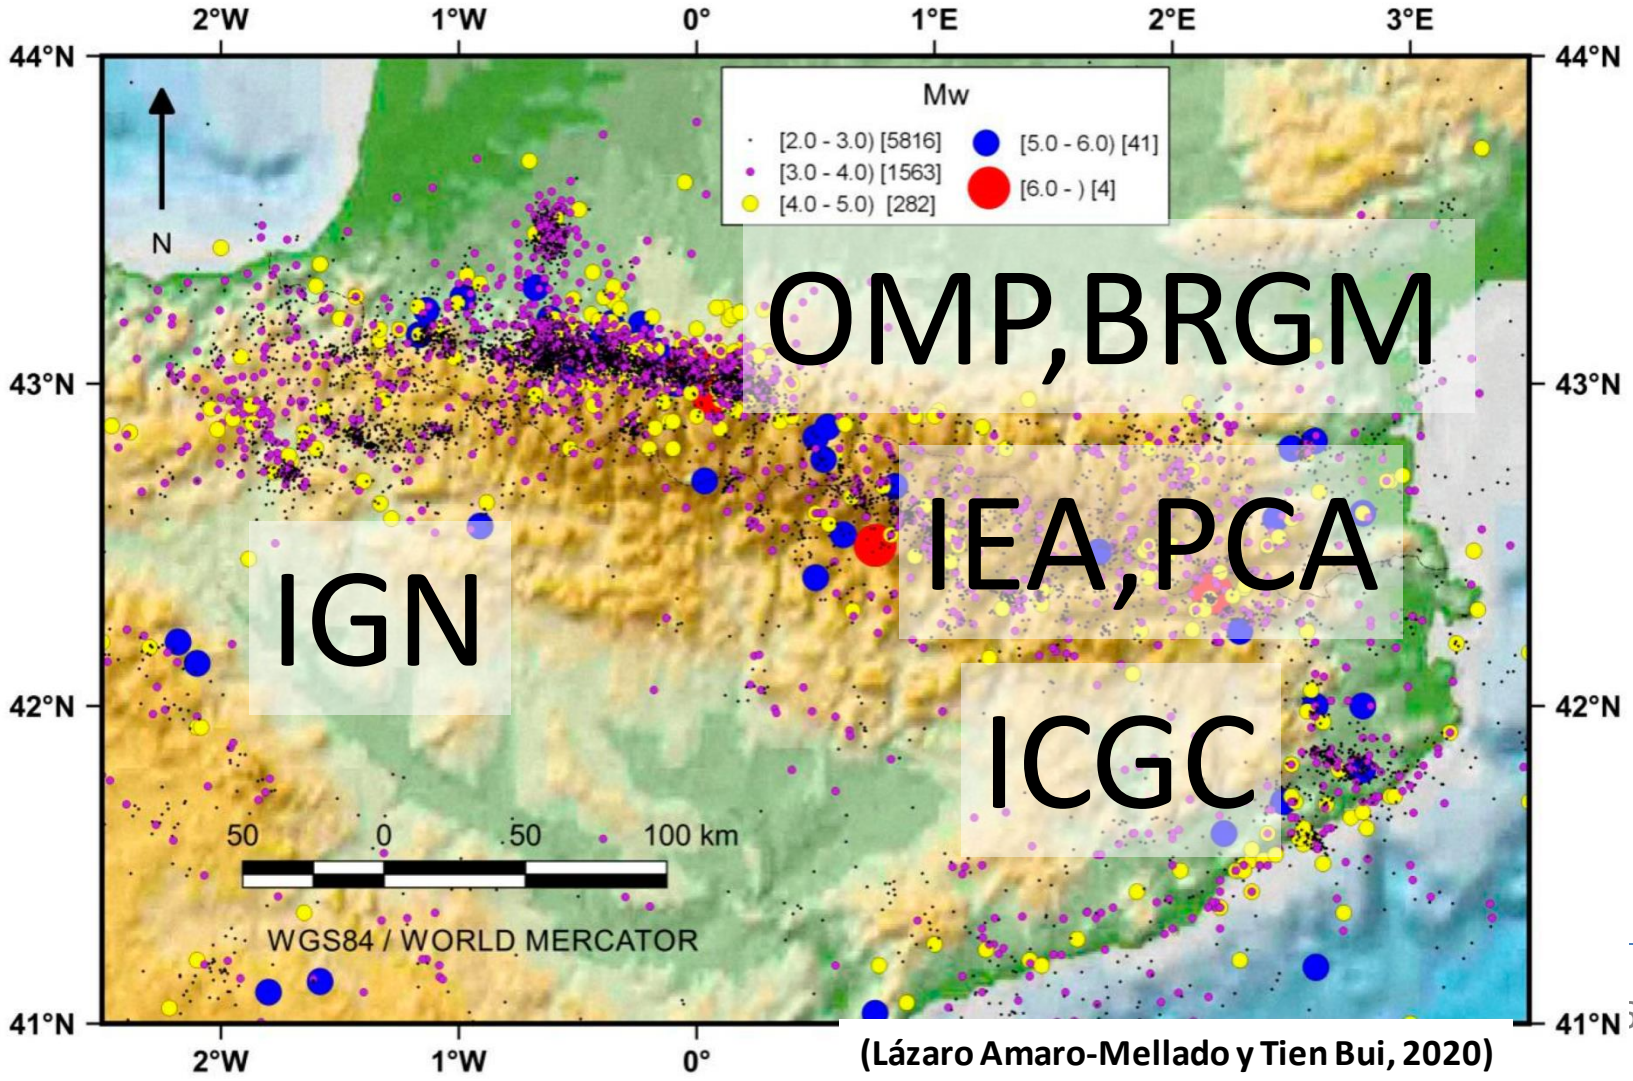 2°W 1°W 0° 1°E 2°E 3°E
44°N 44°N
Mw
[2.0 - 3.0) [5816] [5.0 - 6.0) [41]
[3.0 - 4.0) [1563] [6.0 - ) [4]
[4.0 - 5.0) [282]
N
OMP,BRGM
43°N 43°N
IEA,PCA
IGN
42°N 42°N
ICGC
50 0 50 100 km
WGS84 / WORLD MERCATOR
41°N 41°N
2°W 1°W 0°
(Lázaro Amaro-Mellado y Tien Bui, 2020)